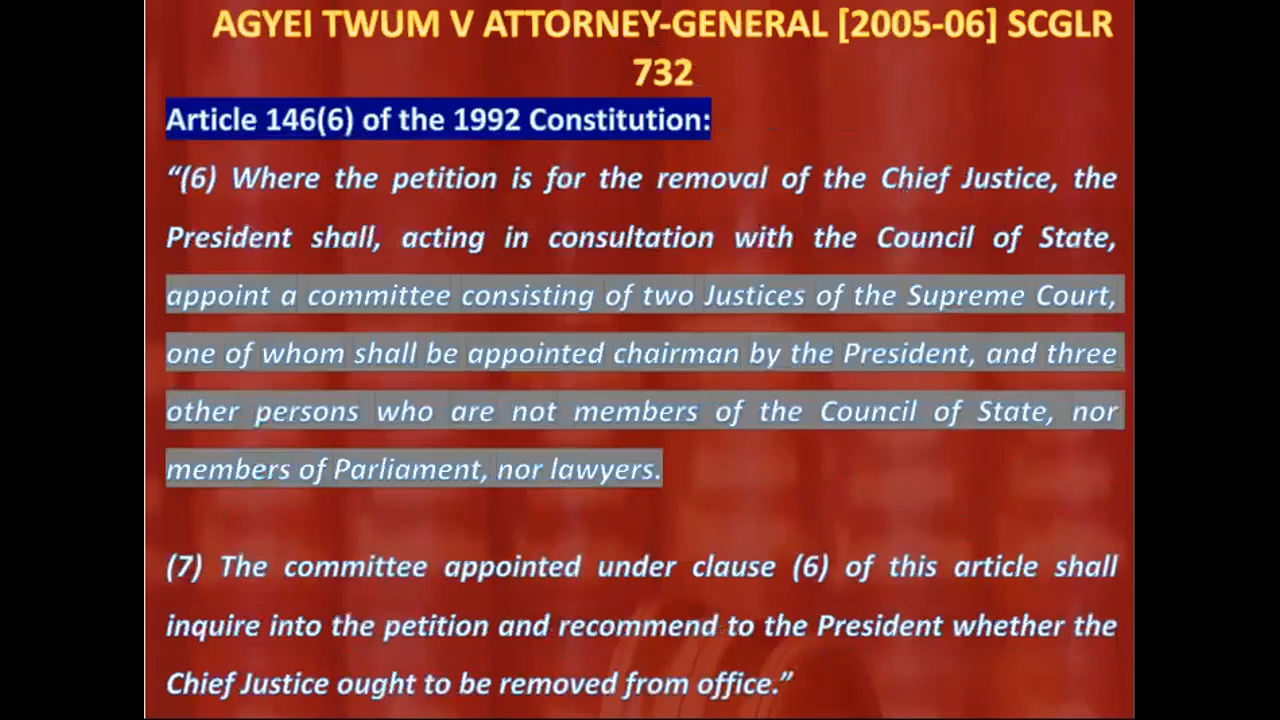 AGYEI TWUM V ATTORNEY-GENERAL [2005-06] SCGLR
732
Article 146(6) of the 1992 Constitution:
“(6) Where the petition is for the removal of the Chief Justice, the
President shall, acting in consultation with the Council of State,
appoint a committee consisting of two Justices of the Supreme Court,
one of whom shall be appointed chairman by the President, and three
other persons who are not members of the Council of State, nor
members of Parliament, nor lawyers.
(7) The committee appointed under clause (6) of this article shall
inquire into the petition and recommend to the President whether the
Chief Justice ought to be removed from office.”